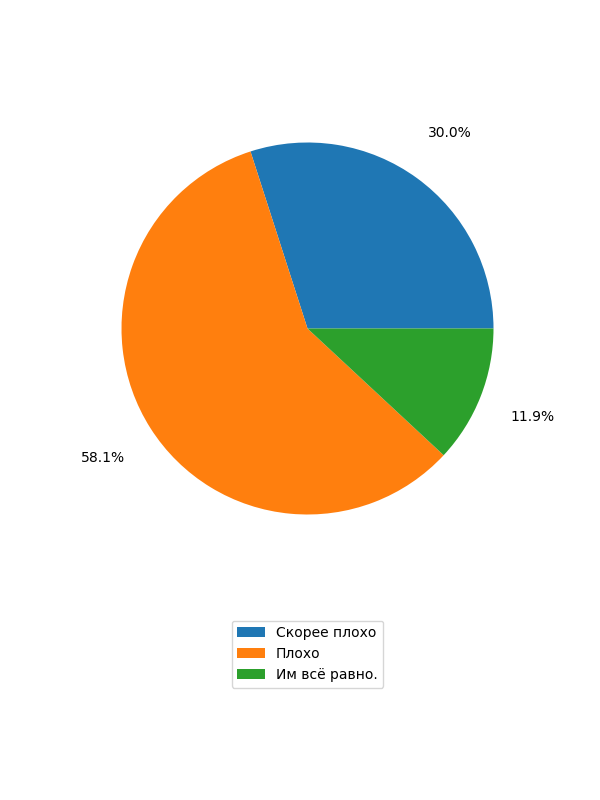 30.0%
11.9%
58.1%
Скорее плохо
Плохо
Им всё равно.